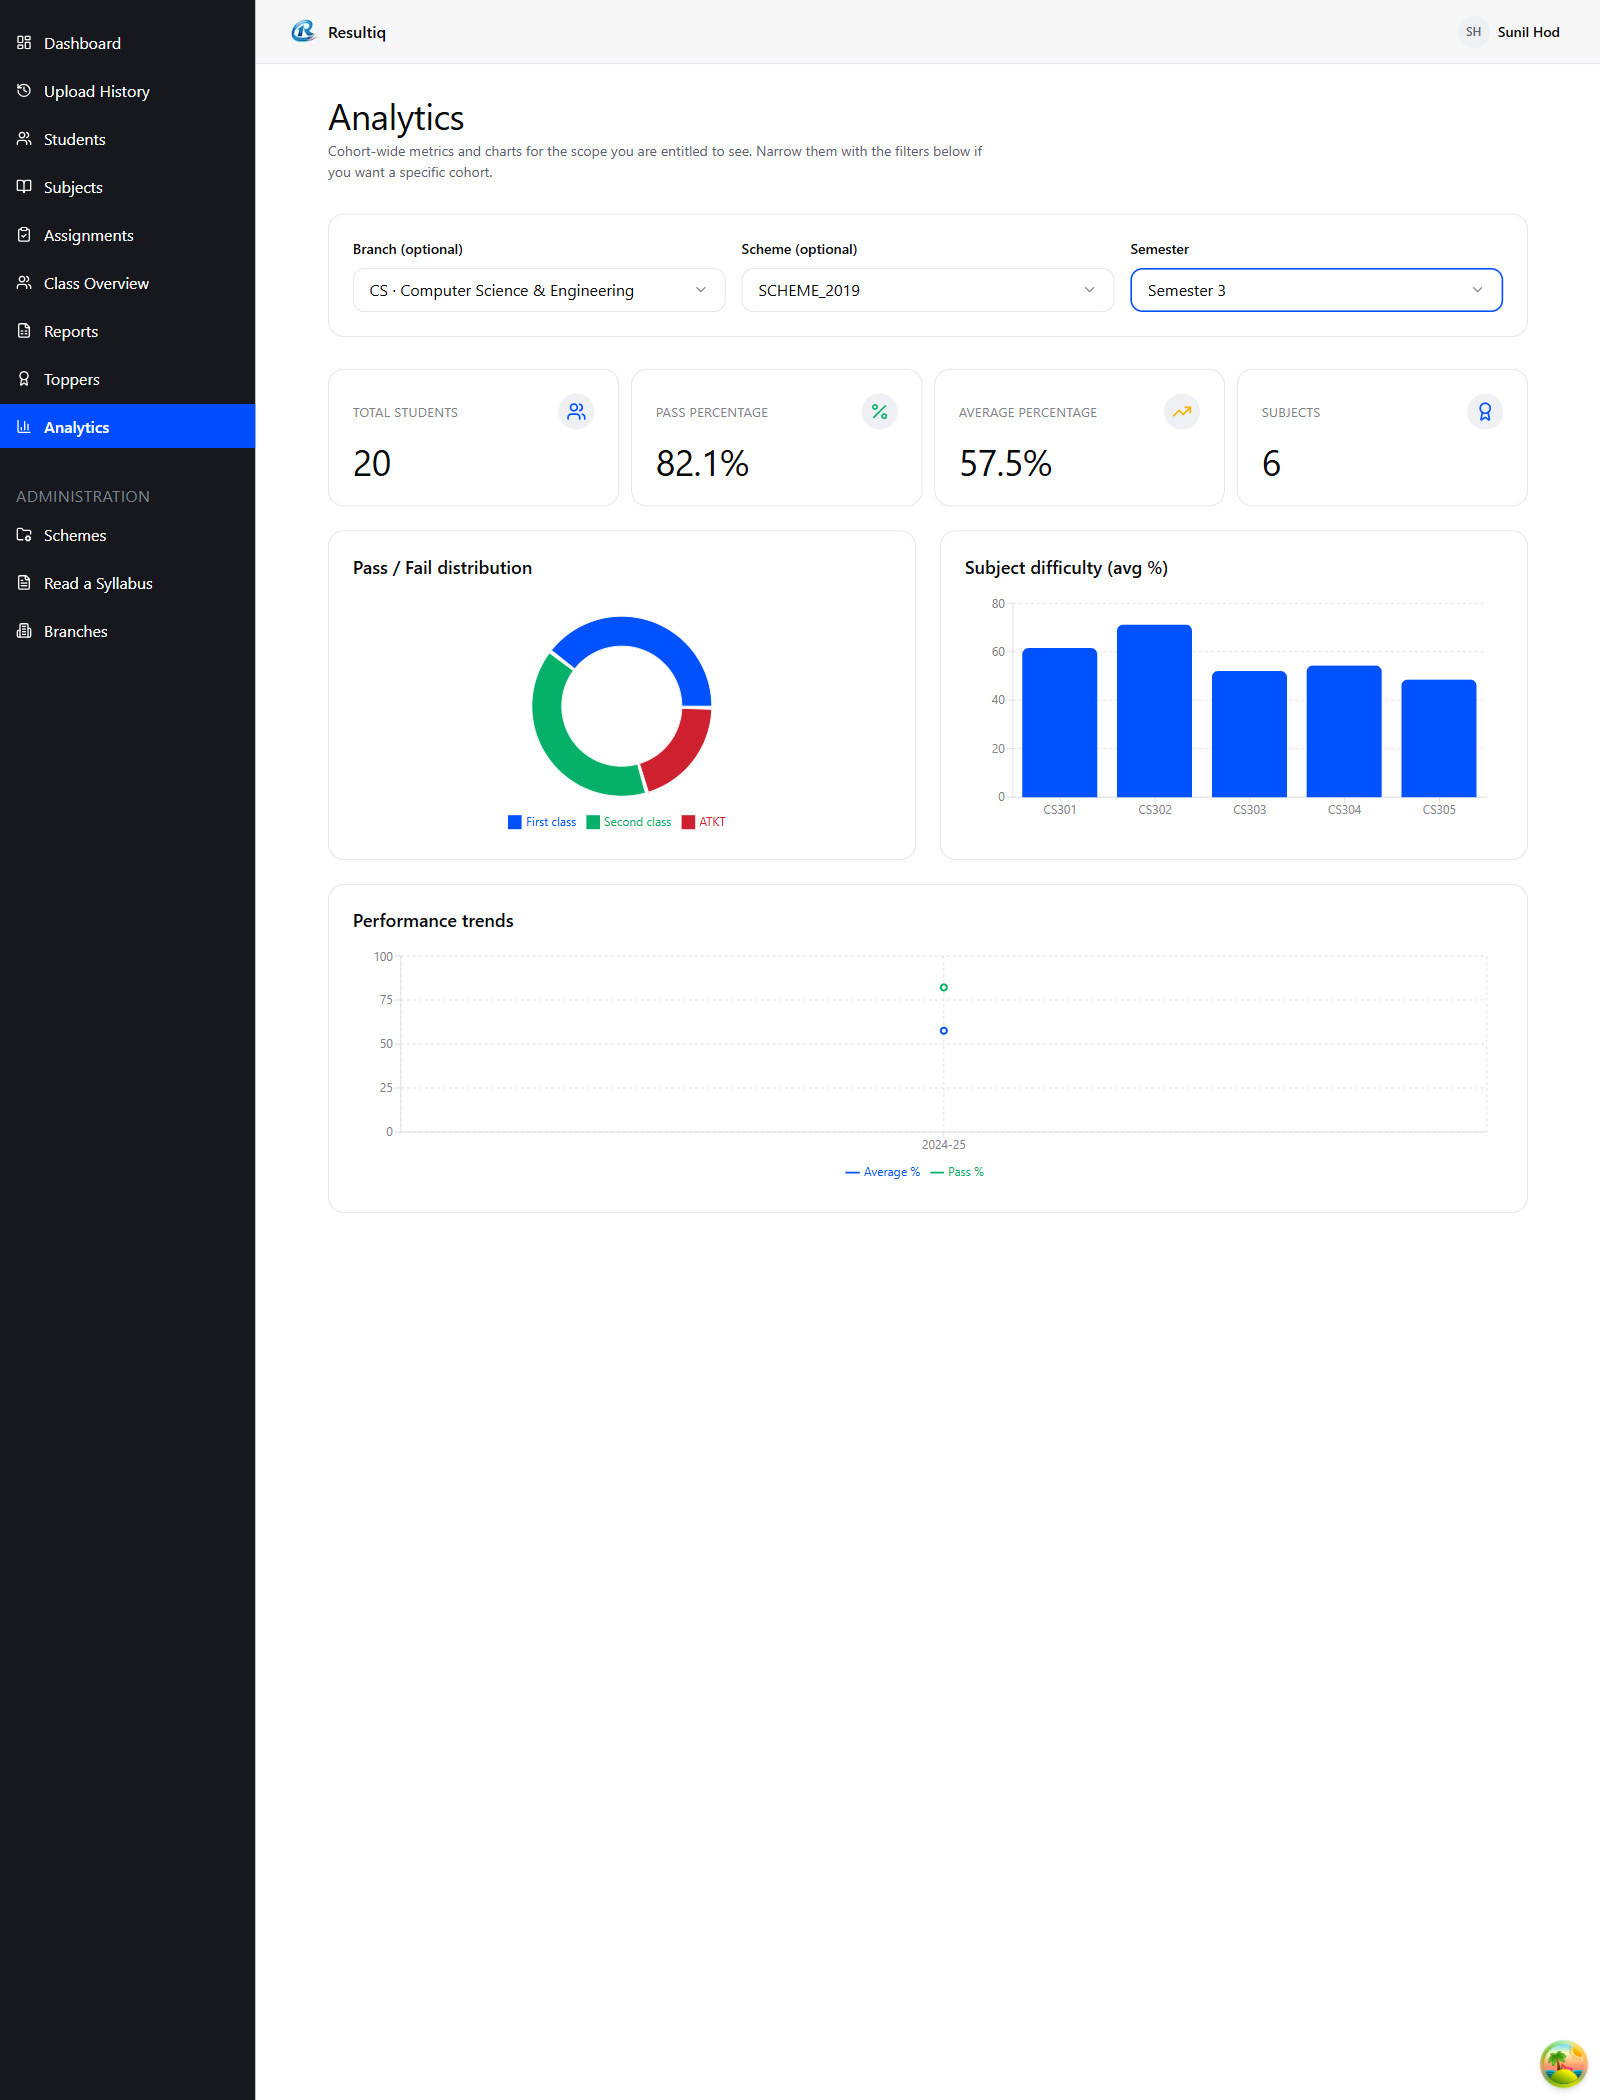 Dashboard
Upload History
Students
Subjects
Assignments
Class Overview
Reports
Toppers
Analytics
ADMINISTRATION
Schemes
Read a Syllabus
Branches
Resultiq
SH Sunil Hod
Analytics
Cohort-wide metrics and charts for the scope you are entitled to see. Narrow them with the filters below if
you want a specific cohort.
Branch (optional) Scheme (optional) Semester
CS · Computer Science & Engineering SCHEME_2019 Semester 3
TOTAL STUDENTS PASS PERCENTAGE AVERAGE PERCENTAGE SUBJECTS
20 82.1% 57.5% 6
Pass / Fail distribution
First class Second class ATKT
Subject difficulty (avg %)
80
60
40
20
0
CS301 CS302 CS303 CS304 CS305
Performance trends
100
75
50
25
0
2024-25
Average % Pass %